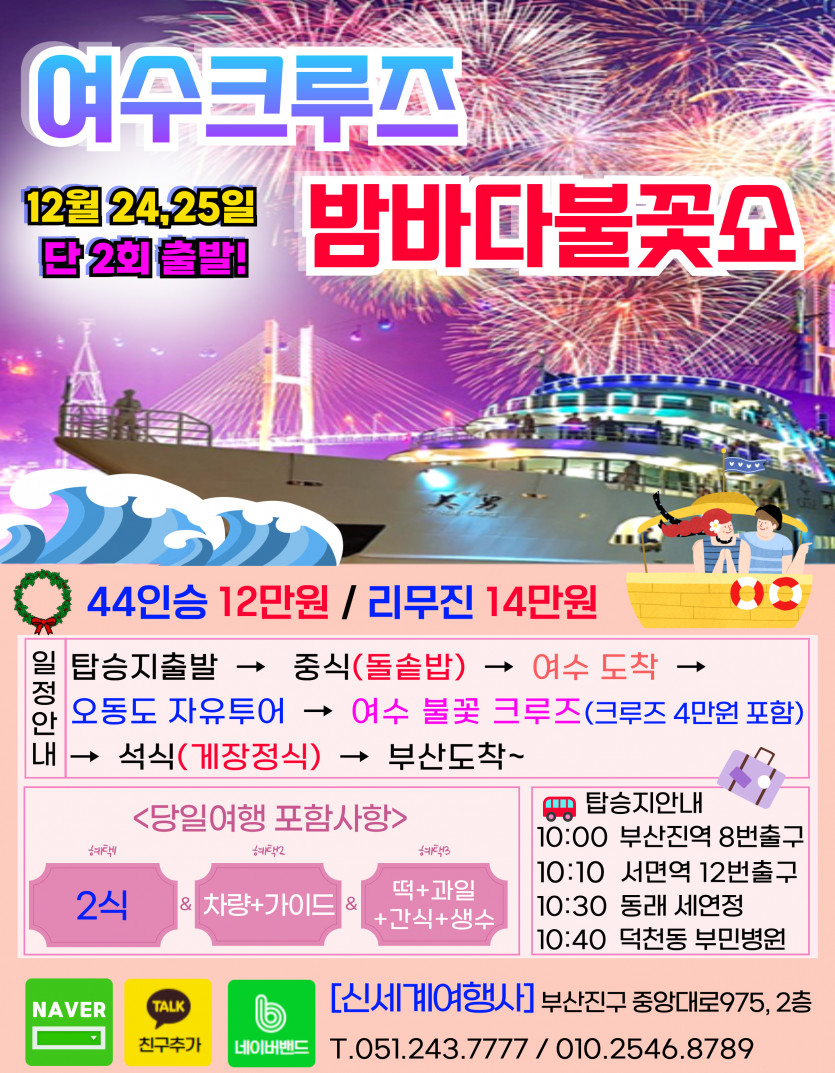 여수크루즈
12월 24,25일
단 2회 출발!
밤바다불꽃쇼
44인승 12만원 / 리무진 14만원
일정안내
탑승지출발 → 중식(돌솥밥) → 여수 도착 →
오동도 자유투어 → 여수 불꽃 크루즈(크루즈 4만원 포함)
→ 석식(게장정식) → 부산도착~
<당일여행 포함사항>
혜택1
혜택2
혜택3
2식 & 차량+가이드 & 떡+과일
+간식+생수
탑승지안내
10:00 부산진역 8번출구
10:10 서면역 12번출구
10:30 동래 세연정
10:40 덕천동 부민병원
NAVER
TALK
친구추가
네이버밴드
[신세계여행사] 부산진구 중앙대로975, 2층
T.051.243.7777 / 010.2546.8789